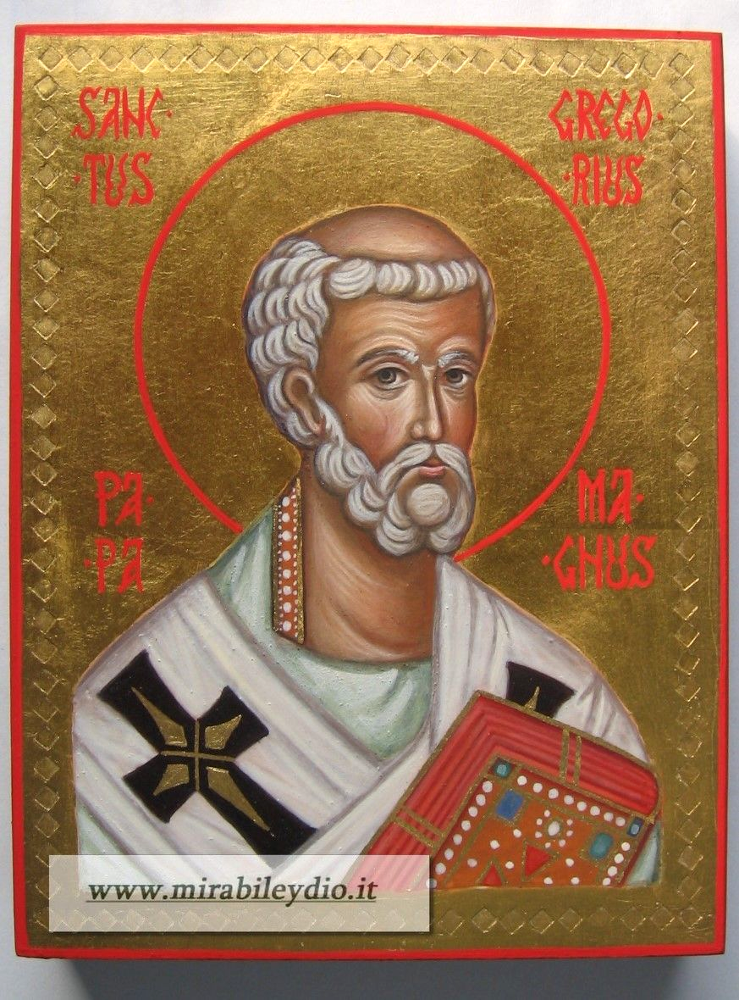 SANC·
·TUS
GREGO·
·RIUS
PA·
·PA
MA·
·GNUS
www.mirabileydio.it